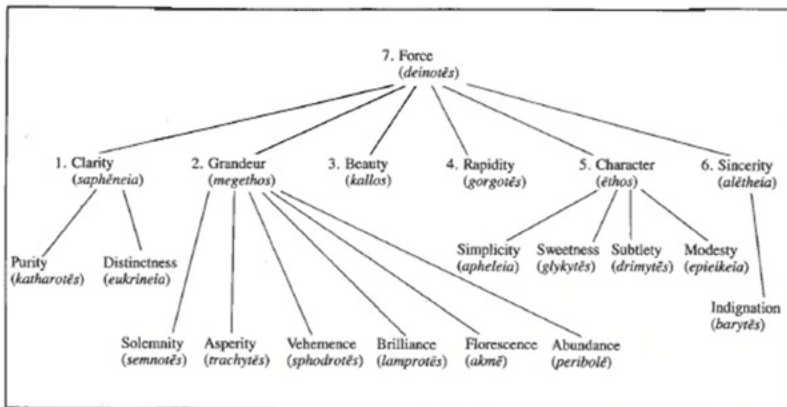 7. Force
(deinotēs)
1. Clarity
(saphēneia)
2. Grandeur
(megethos)
3. Beauty
(kallos)
4. Rapidity
(gorgotēs)
5. Character
(ēthos)
6. Sincerity
(alētheia)
Purity
(katharotēs)
Distinctness
(eukrineia)
Simplicity
(apheleia)
Sweetness
(glykytēs)
Subtlety
(drimytēs)
Modesty
(epieikeia)
Indignation
(barytēs)
Solemnity
(semnotēs)
Asperity
(trachytēs)
Vehemence
(sphodrotēs)
Brilliance
(lamprotēs)
Florescence
(akmē)
Abundance
(peribolē)